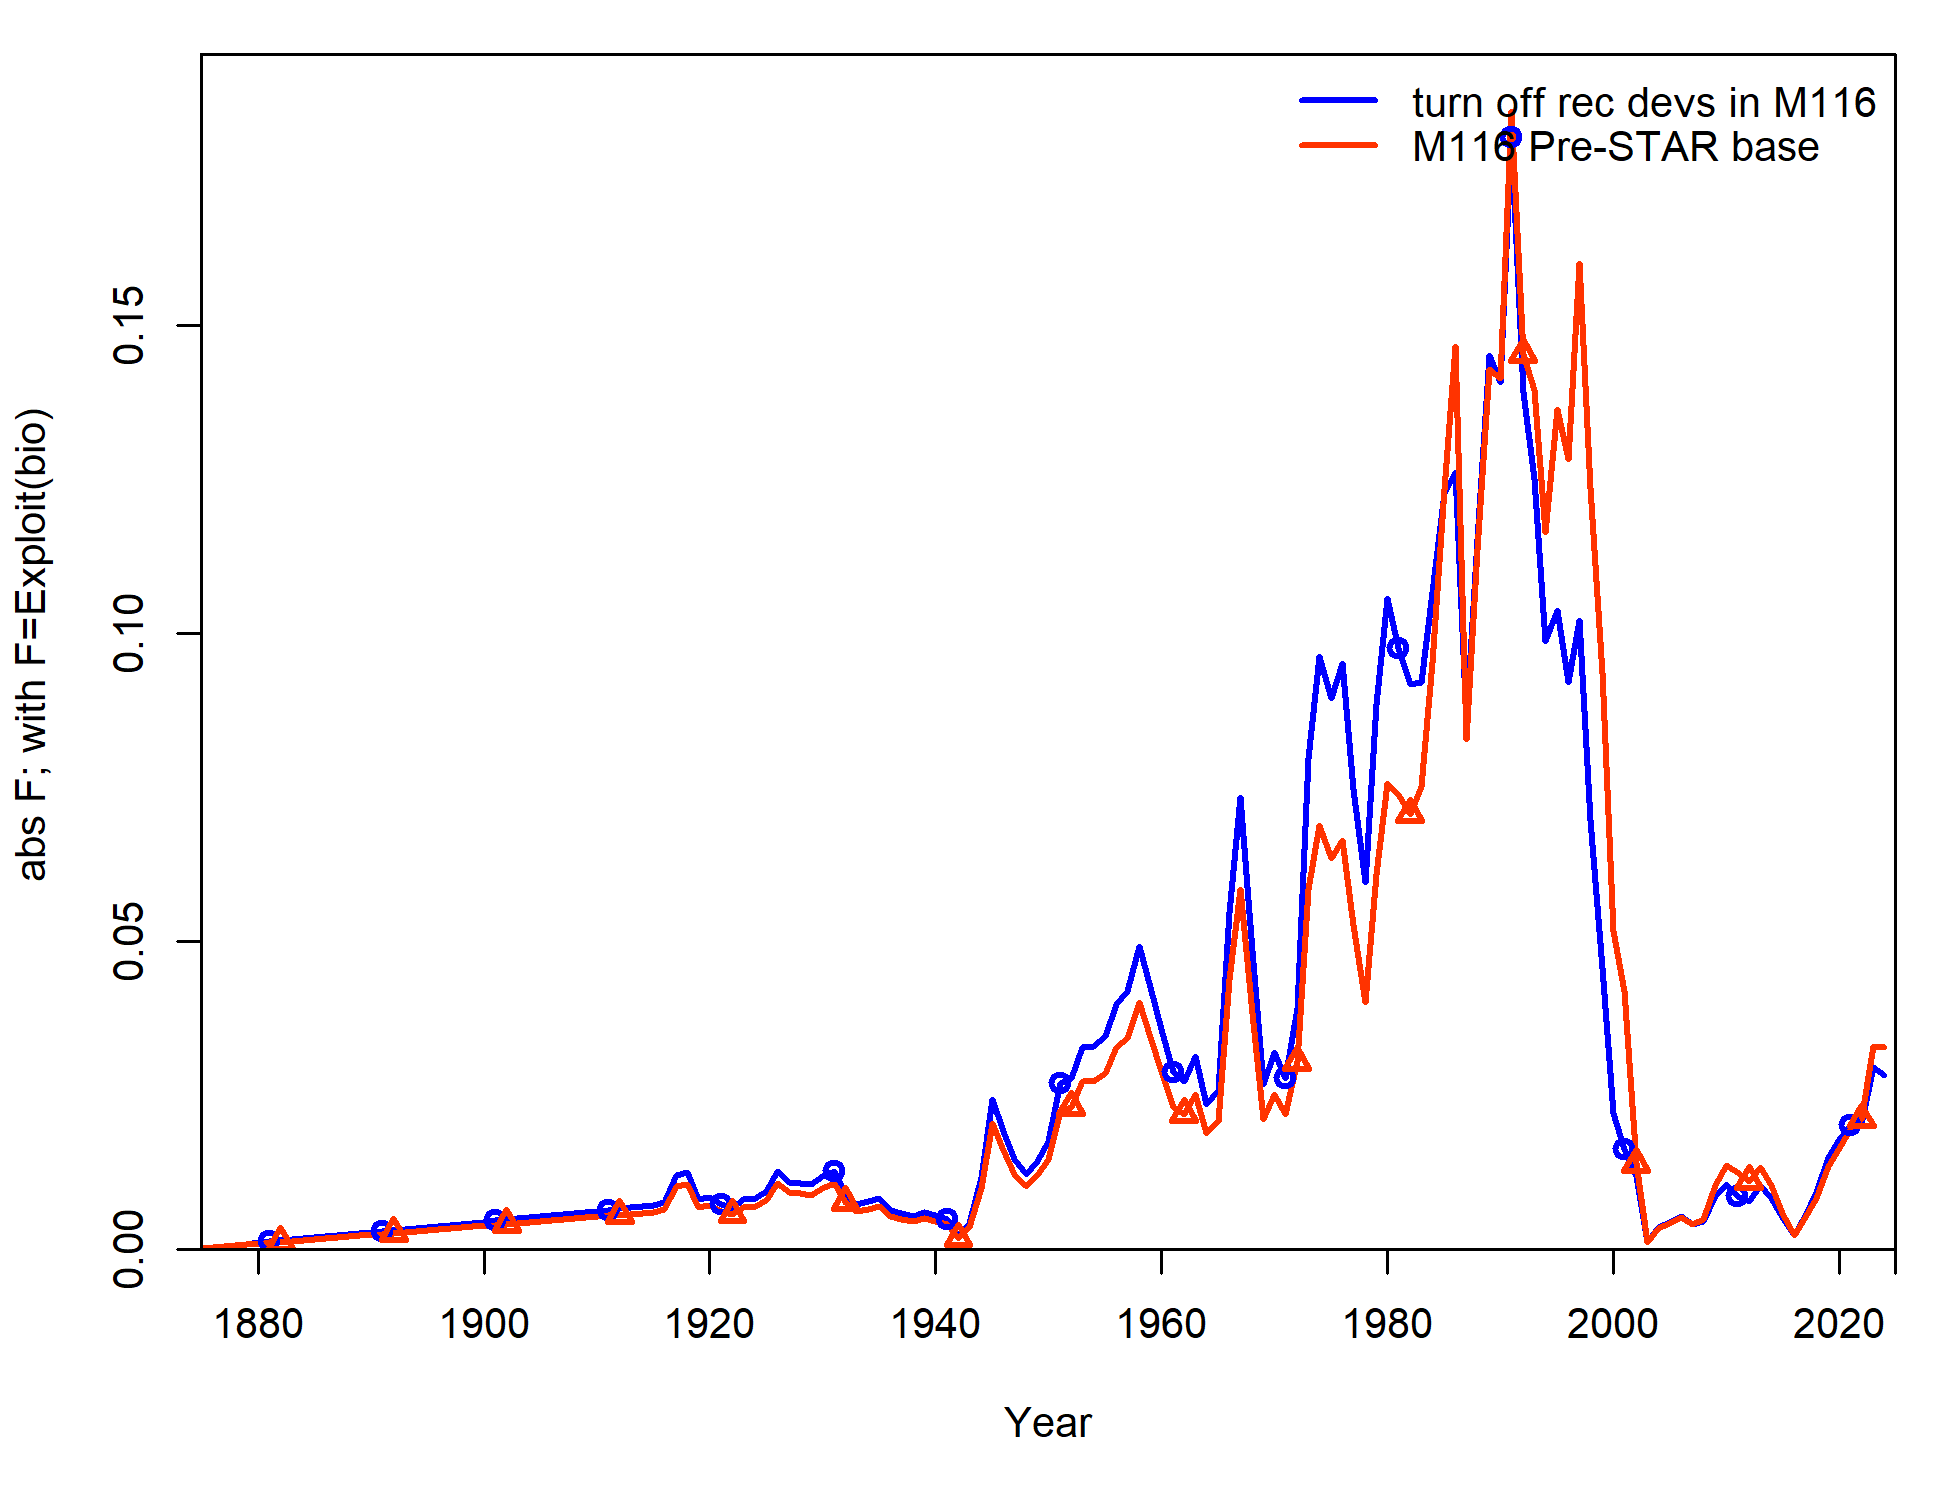 turn off rec devs in M116
M116 Pre-STAR base
abs F; with F=Exploit(bio)
0.15
0.10
0.05
0.00
1880 1900 1920 1940 1960 1980 2000 2020
Year